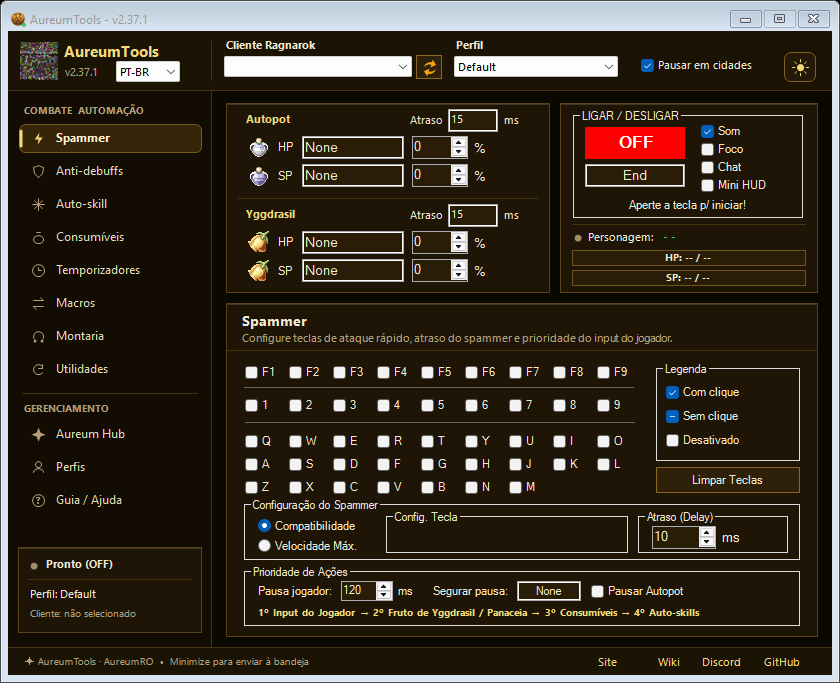 AureumTools - v2.37.1
AureumTools
v2.37.1 PT-BR
Cliente Ragnarok
Perfil
Default
Pausar em cidades
COMBATE AUTOMAÇÃO
Spammer
Anti-debuffs
Auto-skill
Consumíveis
Temporizadores
Macros
Montaria
Utilidades
GERENCIAMENTO
Aureum Hub
Perfis
Guia / Ajuda
Pronto (OFF)
Perfil: Default
Cliente: não selecionado
Autopot Atraso 15 ms
HP None 0 %
SP None 0 %
Yggdrasil Atraso 15 ms
HP None 0 %
SP None 0 %
LIGAR / DESLIGAR
OFF
End
Som
Foco
Chat
Mini HUD
Aperte a tecla p/ iniciar!
Personagem: - -
HP: -- / --
SP: -- / --
Spammer
Configure teclas de ataque rápido, atraso do spammer e prioridade do input do jogador.
F1 F2 F3 F4 F5 F6 F7 F8 F9
1 2 3 4 5 6 7 8 9
Q W E R T Y U I O
A S D F G H J K L
Z X C V B N M
Legenda
Com clique
Sem clique
Desativado
Limpar Teclas
Configuração do Spammer
Compatibilidade
Velocidade Máx.
Config. Tecla
Atraso (Delay)
10 ms
Prioridade de Ações
Pausa jogador: 120 ms Segurar pausa: None Pausar Autopot
1º Input do Jogador → 2º Fruto de Yggdrasil / Panaceia → 3º Consumíveis → 4º Auto-skills
AureumTools · AureumRO • Minimize para enviar à bandeja
Site Wiki Discord GitHub